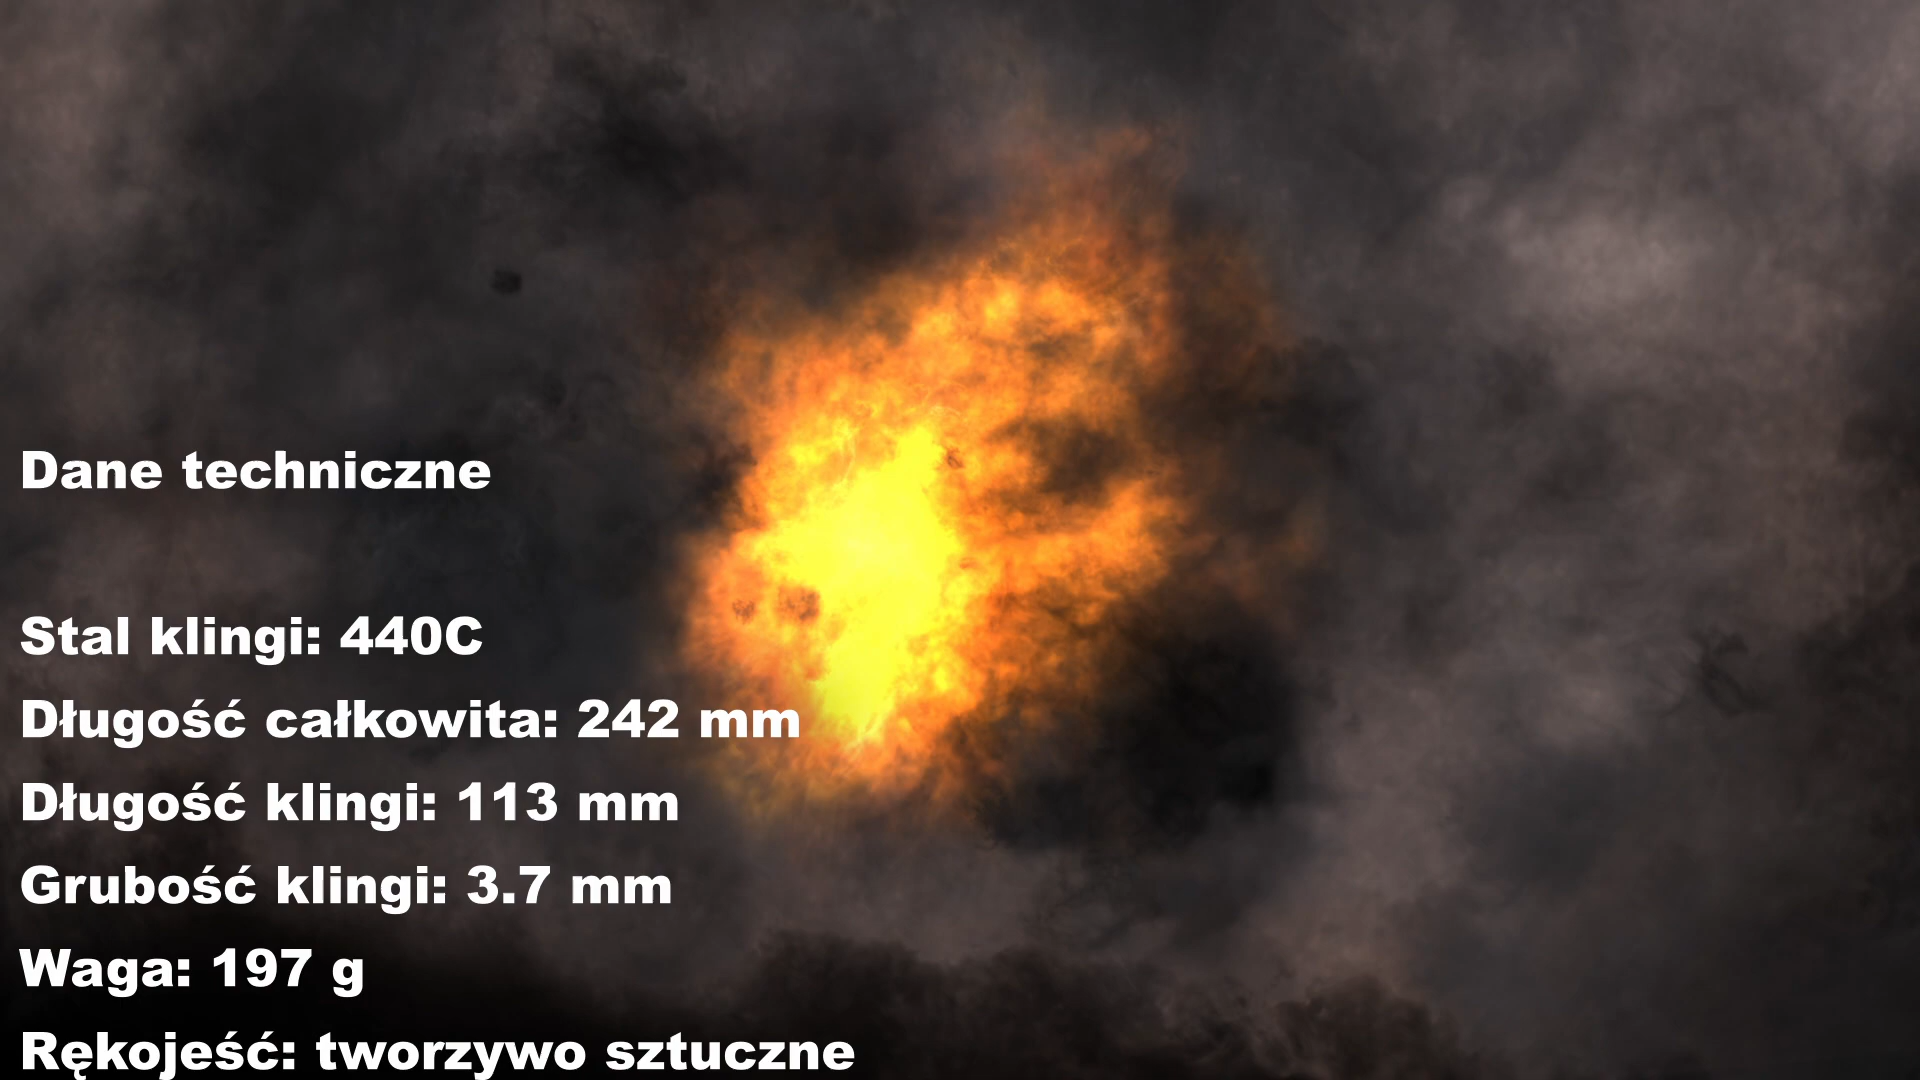 Dane techniczne
Stal klingi: 440C
Długość całkowita: 242 mm
Długość klingi: 113 mm
Grubość klingi: 3.7 mm
Waga: 197 g
Rękojeść: tworzywo sztuczne